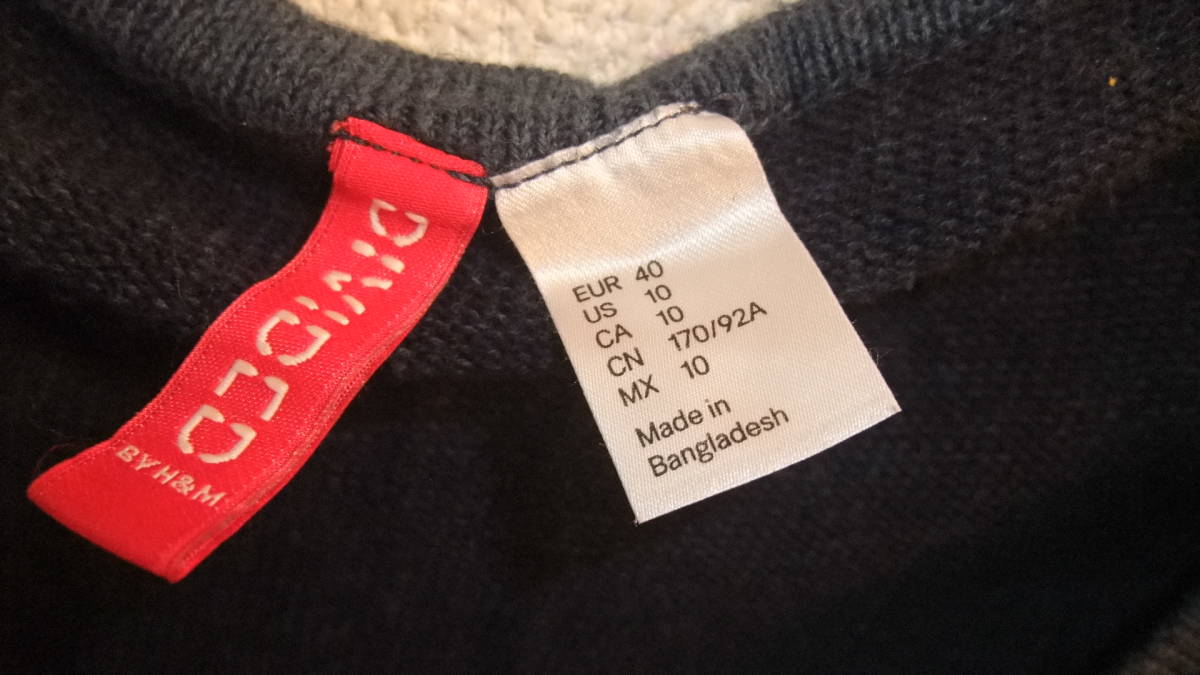 DIVIDED
BY H&M
EUR 40
US 10
CA 10
CN 170/92A
MX 10
Made in
Bangladesh